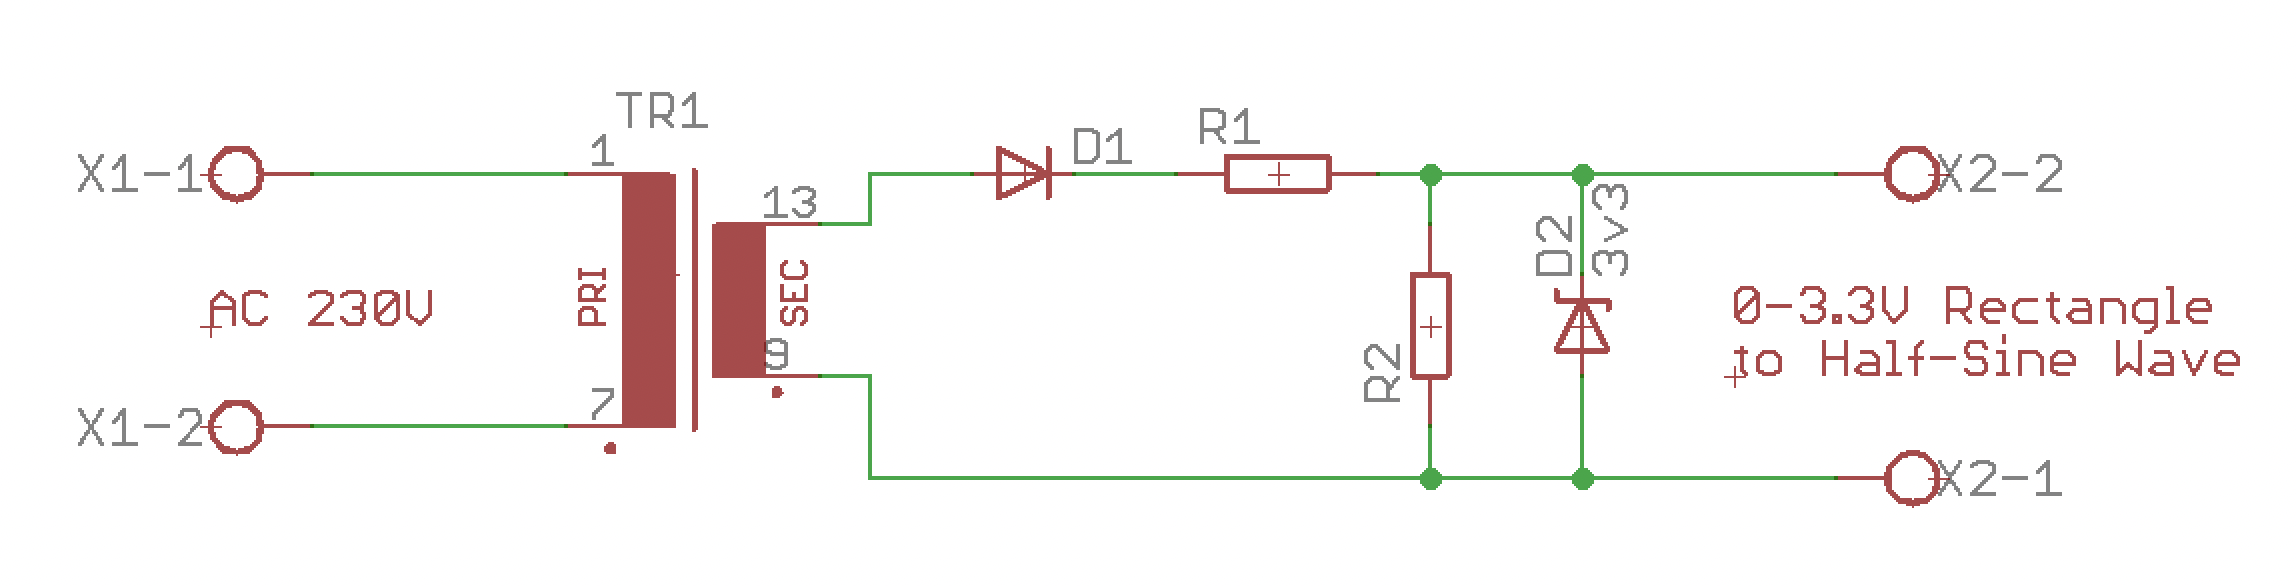 TR1
X1-1
1
D1
R1
X2-2
13
D2
3v3
AC 230V
PRI
SEC
9
R2
0-3.3V Rectangle
to Half-Sine Wave
X1-2
7
X2-1